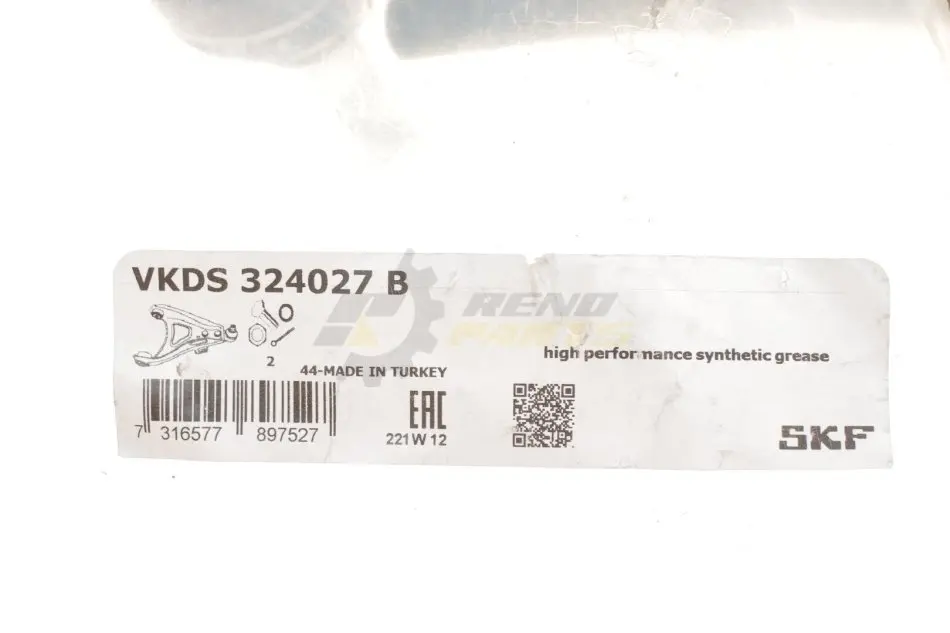 VKDS 324027 B
RENO
PARTS
2
44-MADE IN TURKEY
high performance synthetic grease
7 316577 897527
EAC
221 W 12
SKF